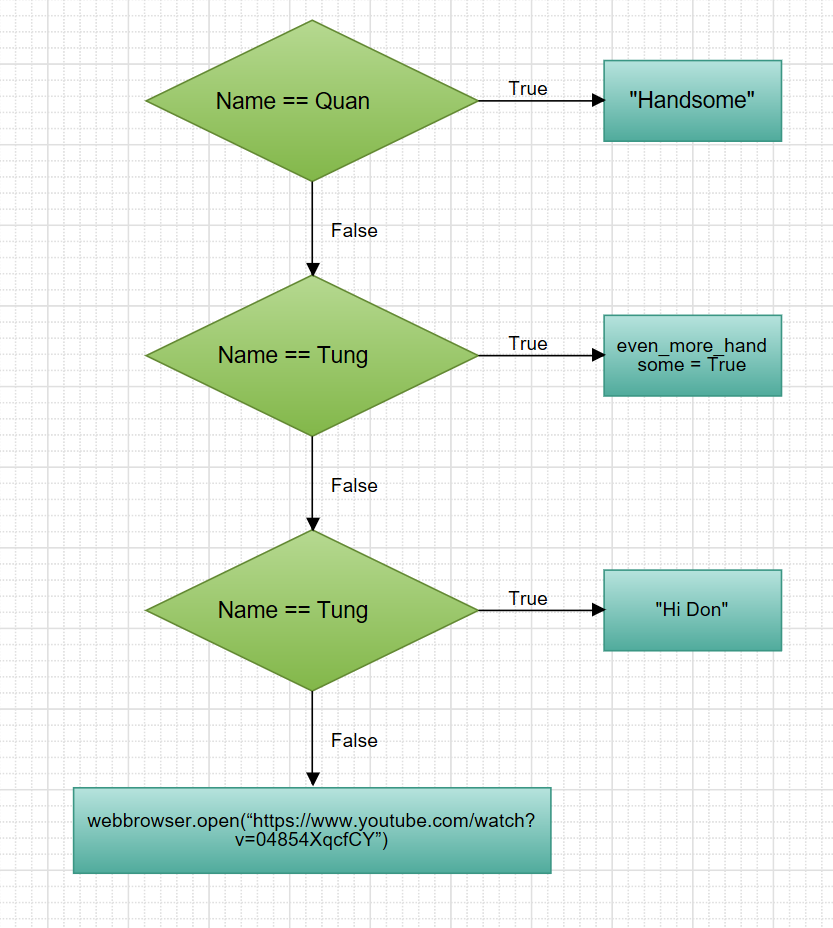 Name == Quan
True
"Handsome"
False
Name == Tung
True
even_more_hand
some = True
False
Name == Tung
True
"Hi Don"
False
webbrowser.open(“https://www.youtube.com/watch?
v=04854XqcfCY”)